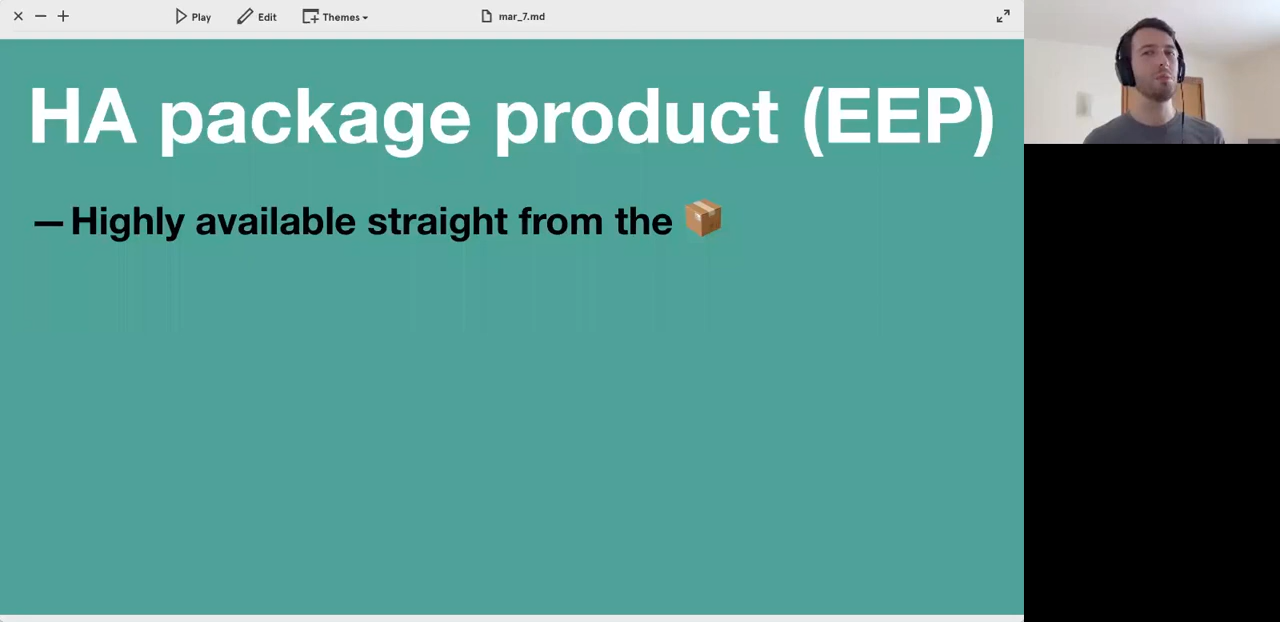 Play Edit Themes mar_7.md
HA package product (EEP)
—Highly available straight from the 📦